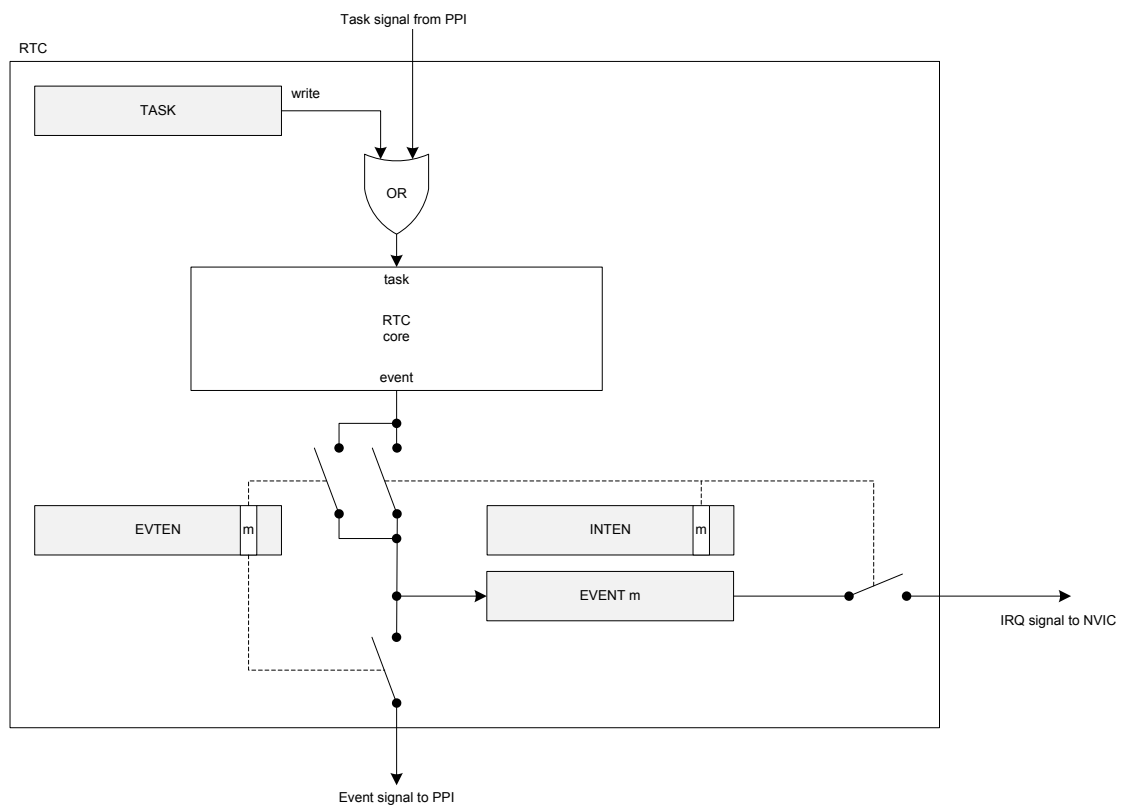 Task signal from PPI
RTC
write
TASK
OR
task
RTC
core
event
EVTEN
m
INTEN
m
EVENT m
IRQ signal to NVIC
Event signal to PPI